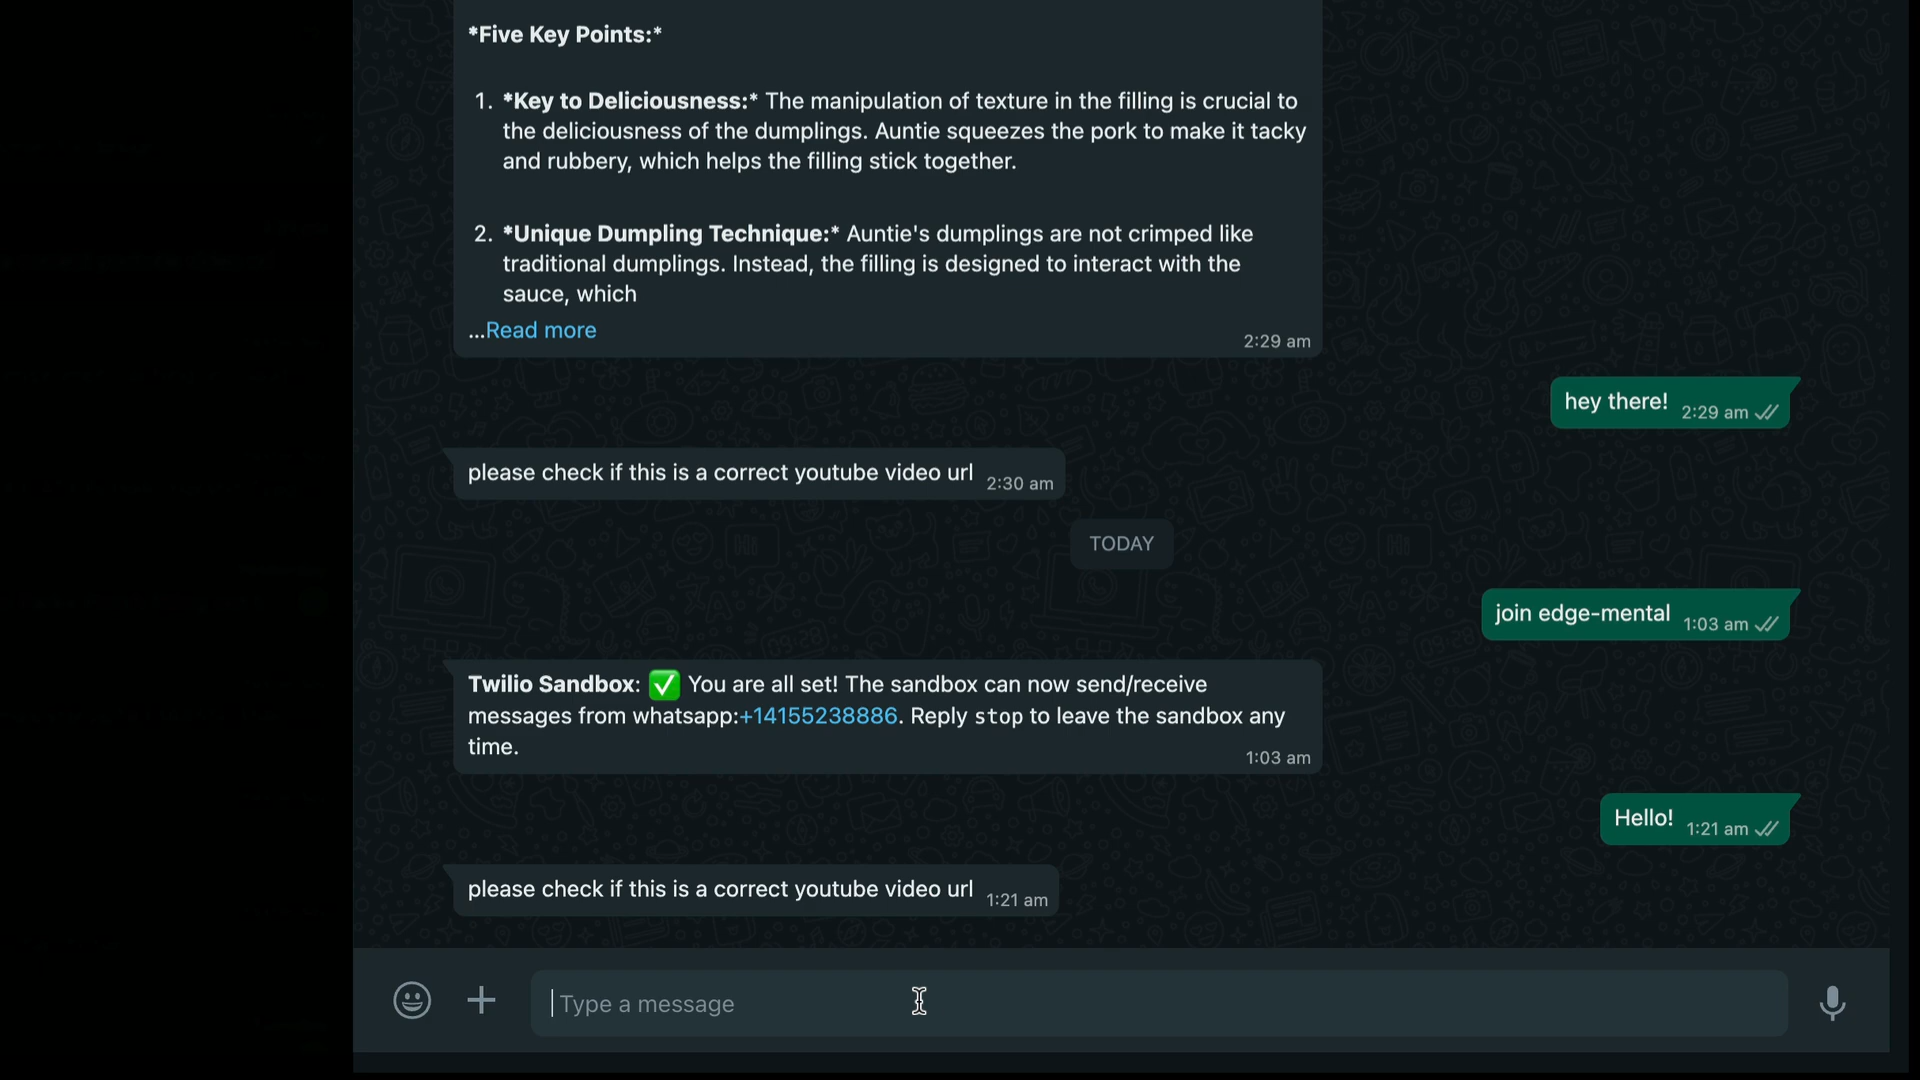 *Five Key Points:*
1. *Key to Deliciousness:* The manipulation of texture in the filling is crucial to
the deliciousness of the dumplings. Auntie squeezes the pork to make it tacky
and rubbery, which helps the filling stick together.
2. *Unique Dumpling Technique:* Auntie's dumplings are not crimped like
traditional dumplings. Instead, the filling is designed to interact with the
sauce, which
...Read more
2:29 am
hey there! 2:29 am
please check if this is a correct youtube video url 2:30 am
TODAY
join edge-mental 1:03 am
Twilio Sandbox: ✅ You are all set! The sandbox can now send/receive
messages from whatsapp:+14155238886. Reply stop to leave the sandbox any
time.
1:03 am
Hello! 1:21 am
please check if this is a correct youtube video url 1:21 am
Type a message